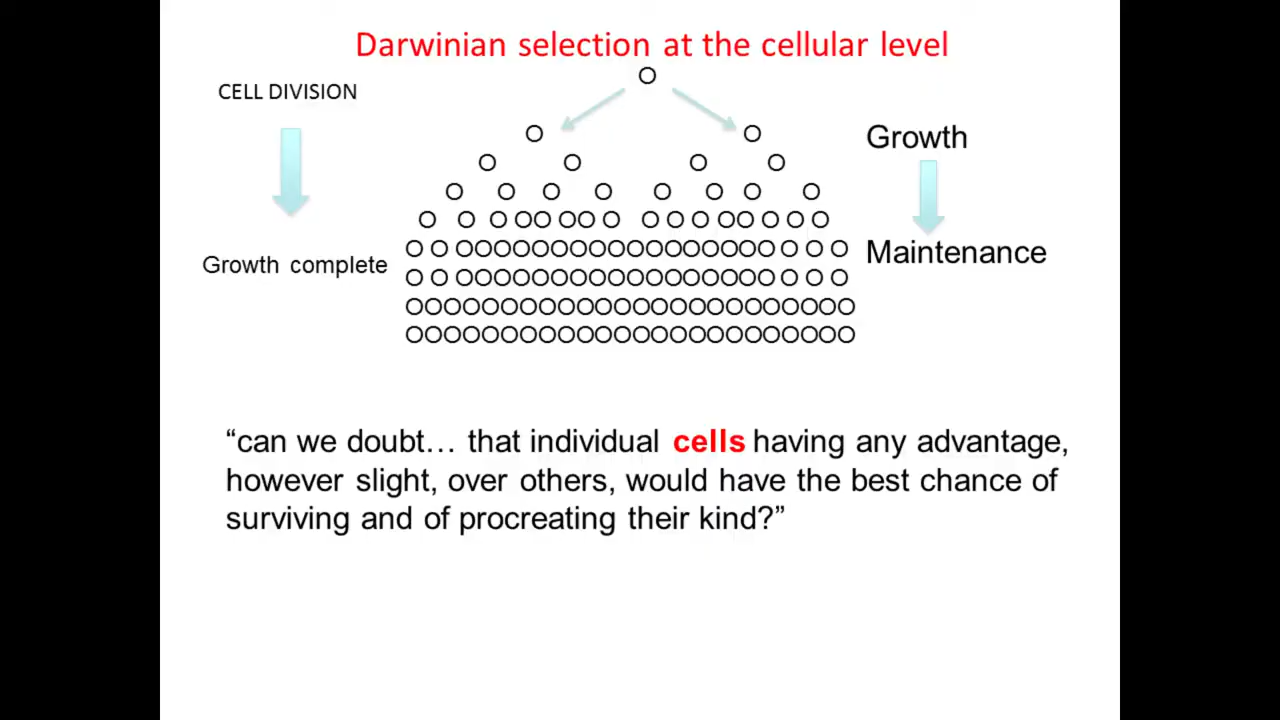 Darwinian selection at the cellular level
CELL DIVISION
Growth
Growth complete
Maintenance
“can we doubt… that individual cells having any advantage,
however slight, over others, would have the best chance of
surviving and of procreating their kind?”